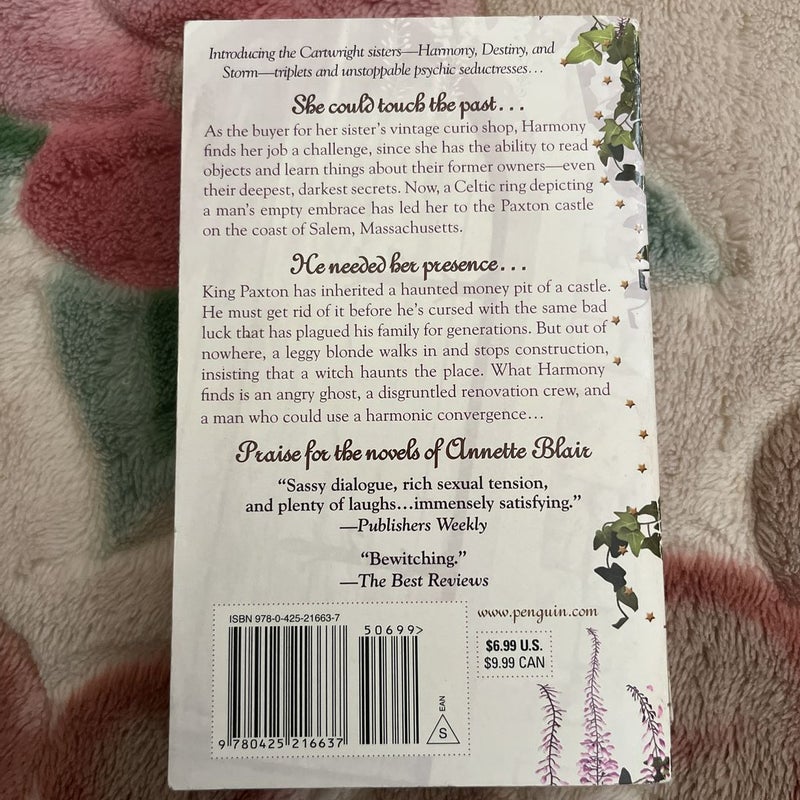 Introducing the Cartwright sisters—Harmony, Destiny, and
Storm—triplets and unstoppable psychic seductresses...
She could touch the past...
As the buyer for her sister's vintage curio shop, Harmony
finds her job a challenge, since she has the ability to read
objects and learn things about their former owners—even
their deepest, darkest secrets. Now, a Celtic ring depicting
a man's empty embrace has led her to the Paxton castle
on the coast of Salem, Massachusetts.
He needed her presence...
King Paxton has inherited a haunted money pit of a castle.
He must get rid of it before he's cursed with the same bad
luck that has plagued his family for generations. But out of
nowhere, a leggy blonde walks in and stops construction,
insisting that a witch haunts the place. What Harmony
finds is an angry ghost, a disgruntled renovation crew, and
a man who could use a harmonic convergence...
Praise for the novels of Annette Blair
"Sassy dialogue, rich sexual tension,
and plenty of laughs...immensely satisfying."
—Publishers Weekly
"Bewitching."
—The Best Reviews
ISBN 978-0-425-21663-7
50699>
9 780425 216637
EAN
S
www.penguin.com
$6.99 U.S.
$9.99 CAN